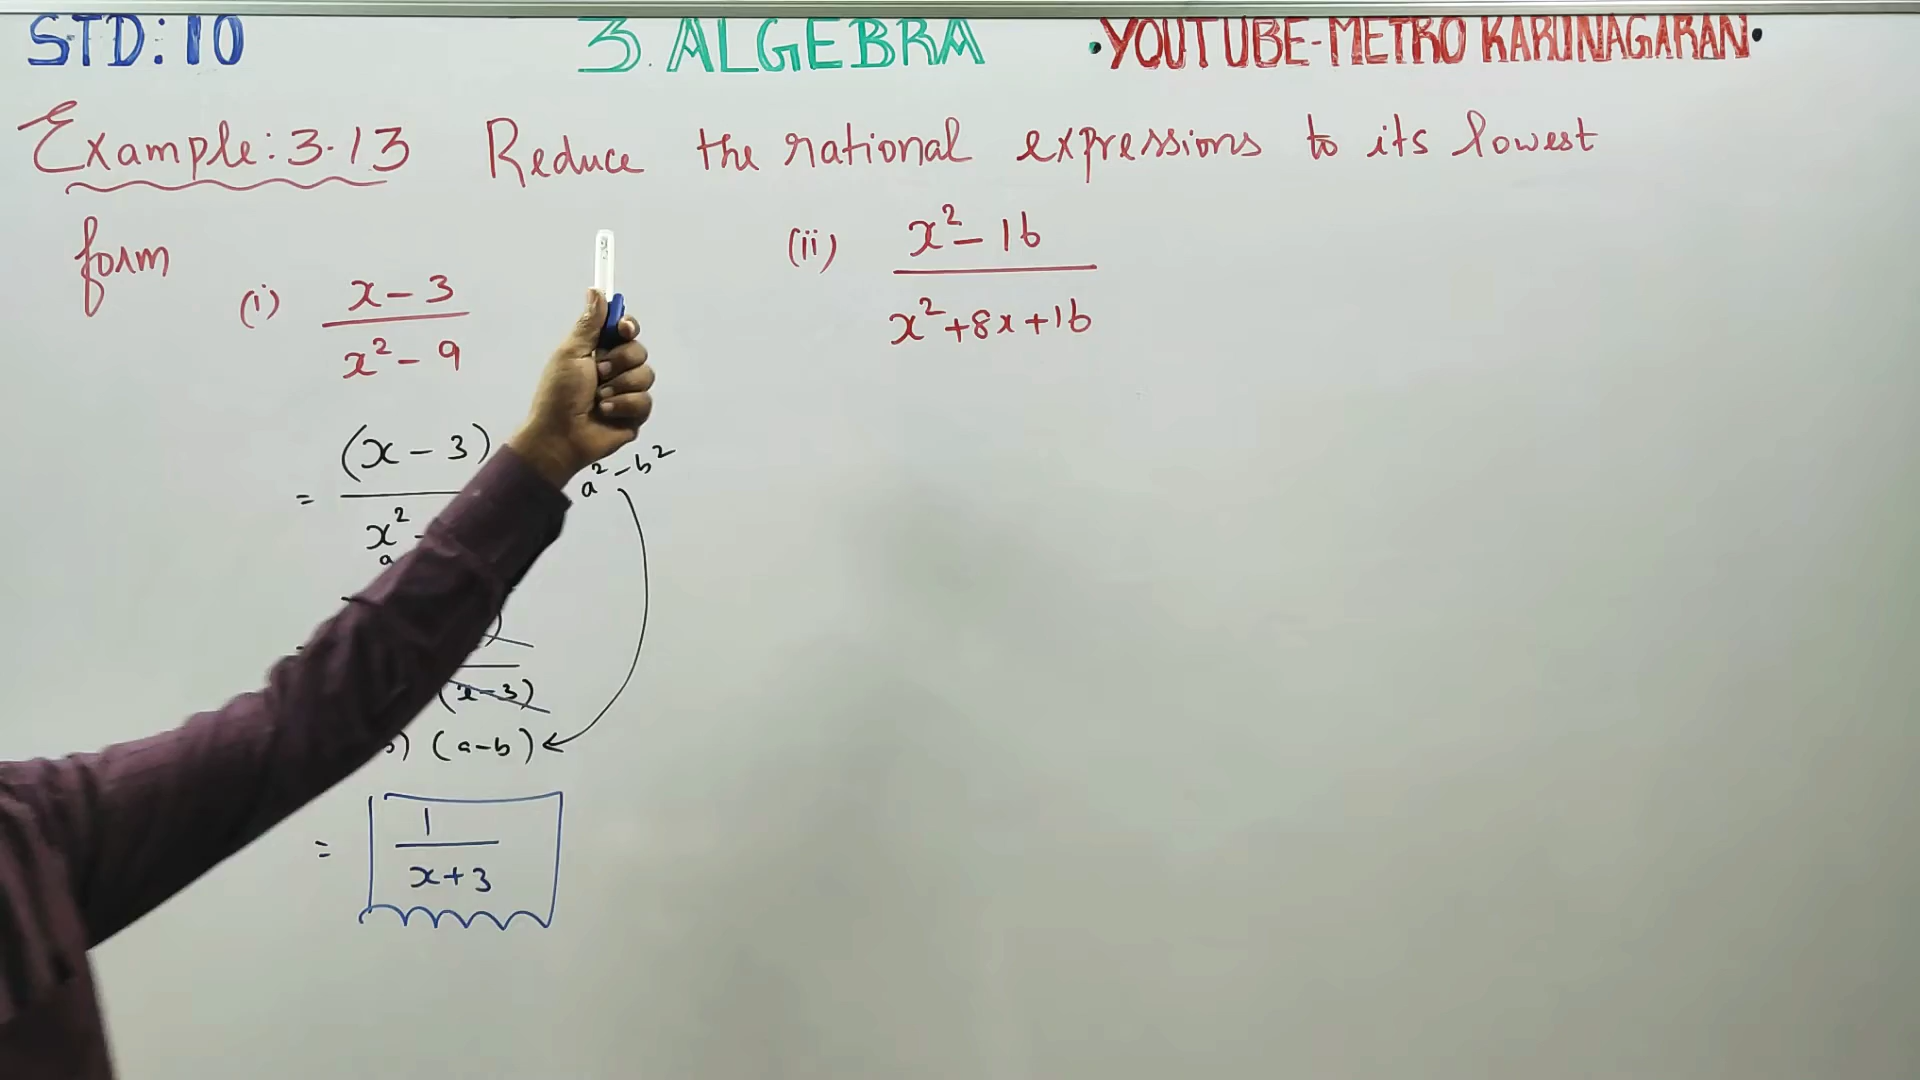 STD: 10 3. ALGEBRA •YOUTUBE-METRO KARUNAGARAN•
Example: 3.13 Reduce the rational expressions to its lowest
form
(i) x - 3 / x² - 9
(ii) x² - 16 / x² + 8x + 16
= (x - 3)
x² -
a
a² - b²
(x - 3)
(a - b)
= 1 / x + 3